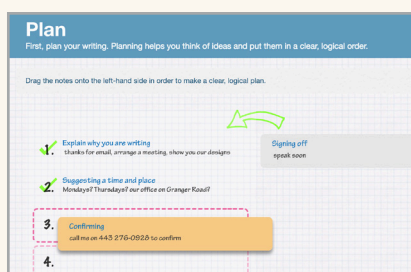 Plan
First, plan your writing. Planning helps you think of ideas and put them in a clear, logical order.
Drag the notes onto the left-hand side in order to make a clear, logical plan.
1. Explain why you are writing
thanks for email, arrange a meeting, show you our designs
Signing off
speak soon
2. Suggesting a time and place
Mondays? Thursdays? our office on Granger Road?
3. Confirming
call me on 443 276-0928 to confirm
4.